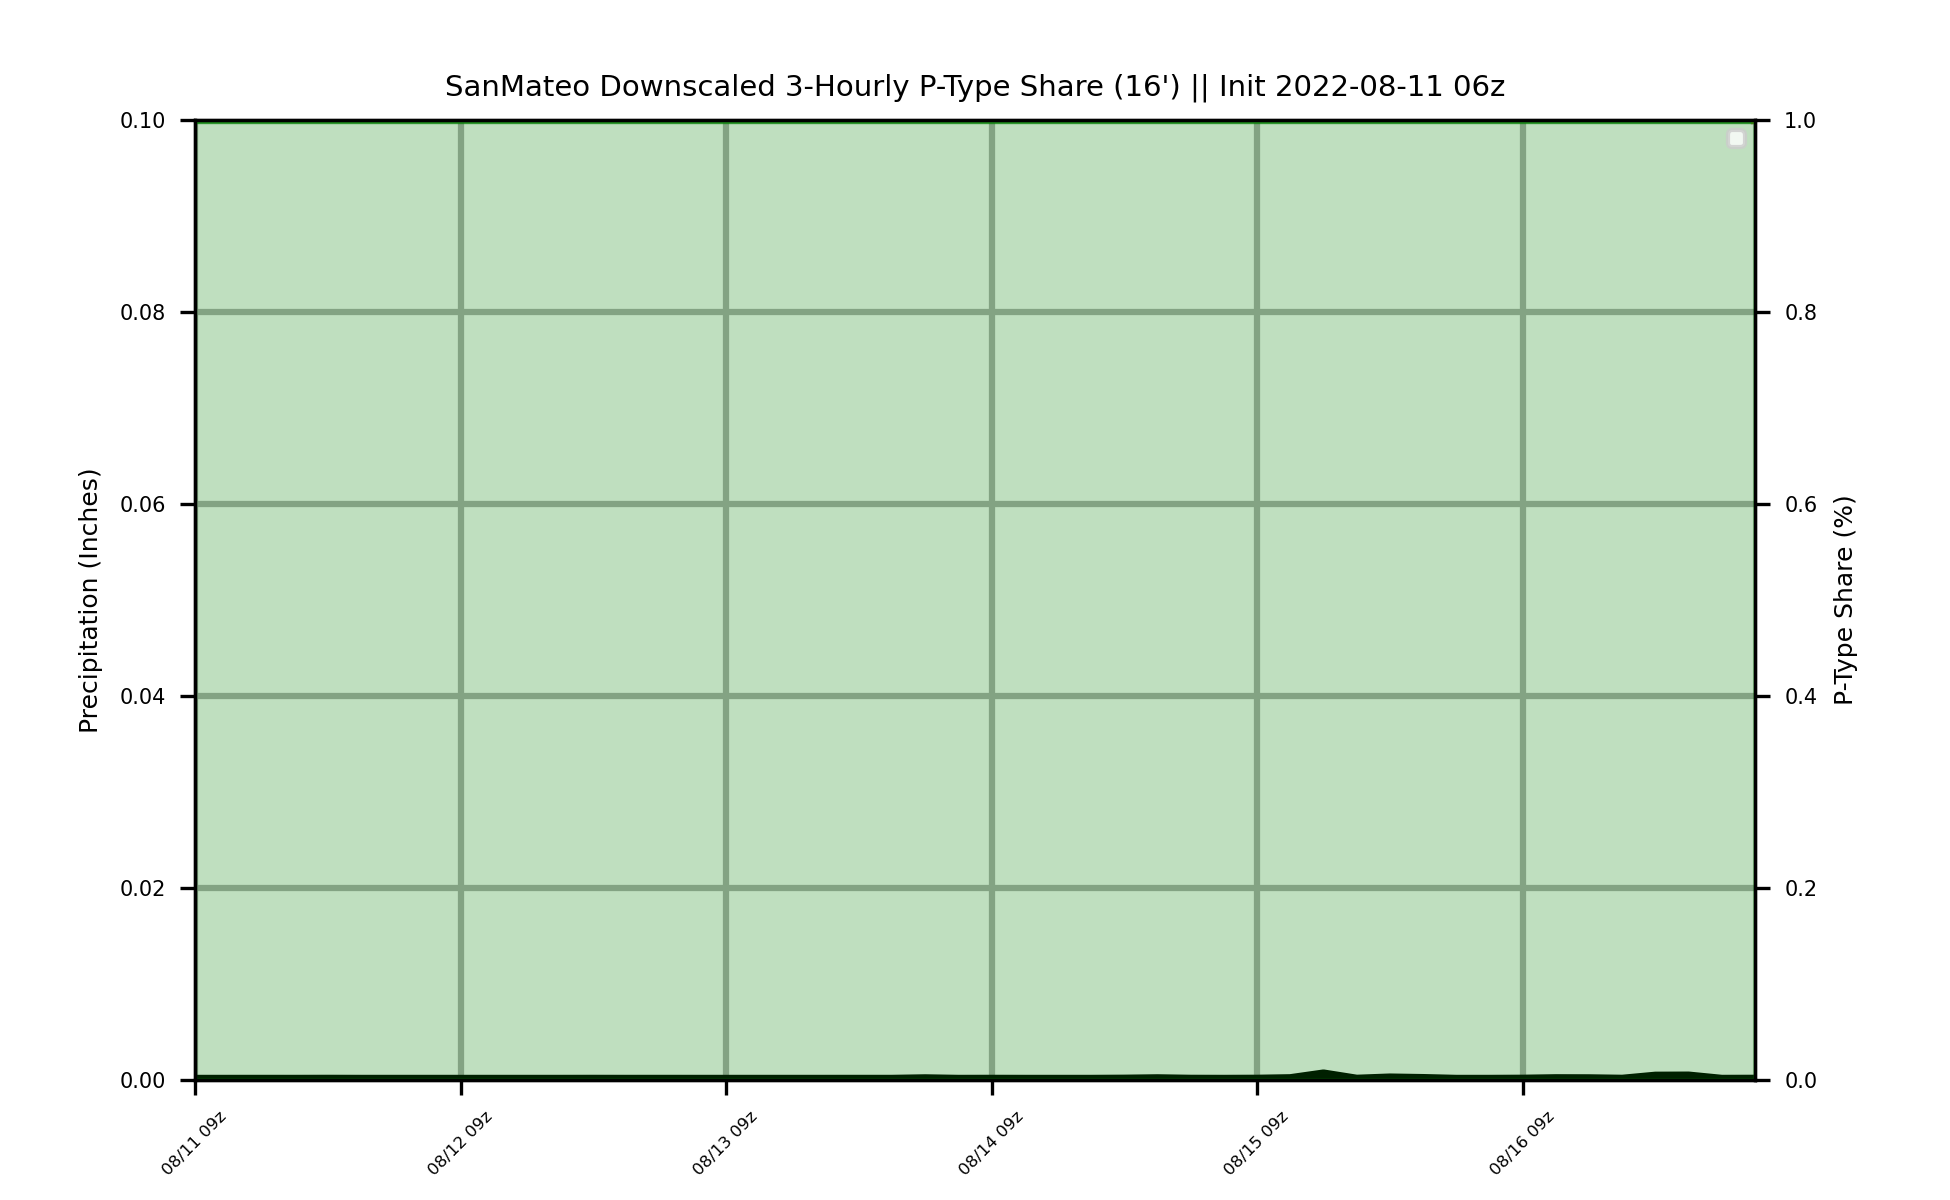 SanMateo Downscaled 3-Hourly P-Type Share (16') || Init 2022-08-11 06z
0.10
0.08
0.06
0.04
0.02
0.00
Precipitation (Inches)
1.0
0.8
0.6
0.4
0.2
0.0
P-Type Share (%)
08/11 09z
08/12 09z
08/13 09z
08/14 09z
08/15 09z
08/16 09z